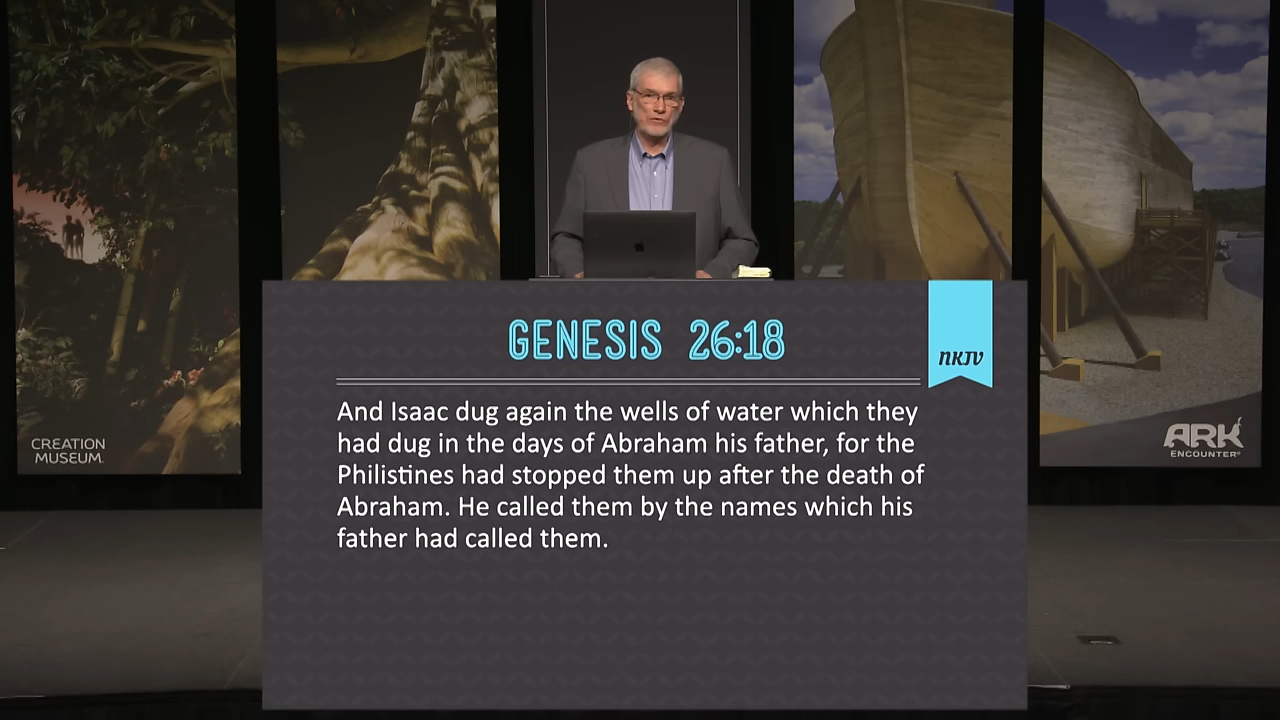 GENESIS 26:18
NKJV
And Isaac dug again the wells of water which they
had dug in the days of Abraham his father, for the
Philistines had stopped them up after the death of
Abraham. He called them by the names which his
father had called them.
CREATION
MUSEUM
ARK
ENCOUNTER